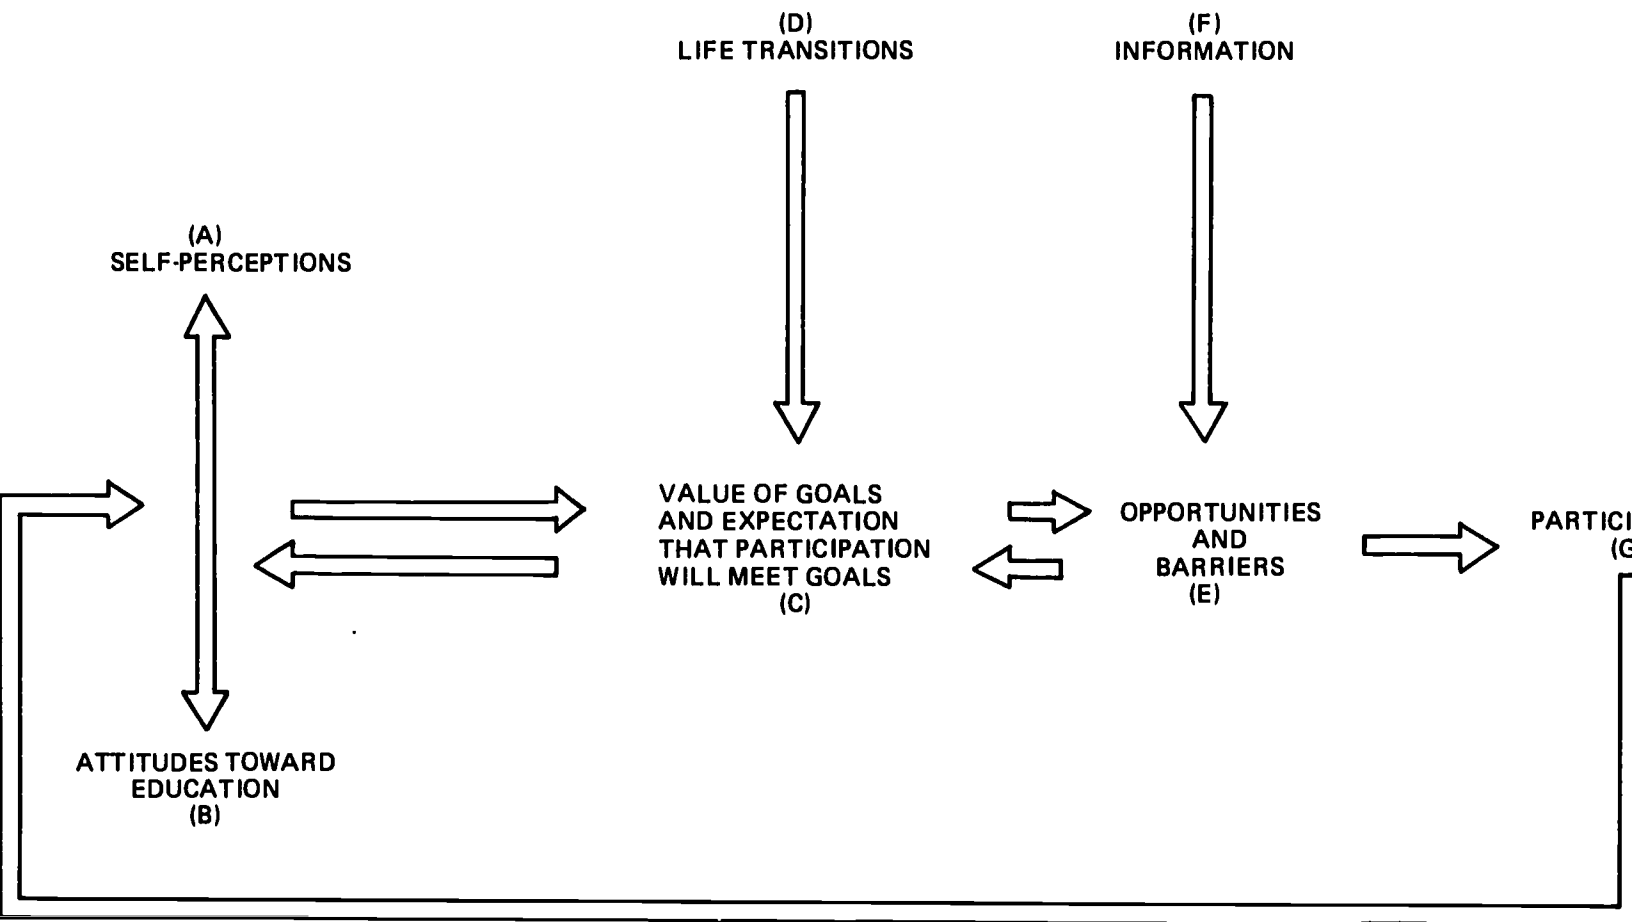 (D)
LIFE TRANSITIONS
(F)
INFORMATION
(A)
SELF-PERCEPTIONS
VALUE OF GOALS
AND EXPECTATION
THAT PARTICIPATION
WILL MEET GOALS
(C)
OPPORTUNITIES
AND
BARRIERS
(E)
PARTICI
(G
ATTITUDES TOWARD
EDUCATION
(B)